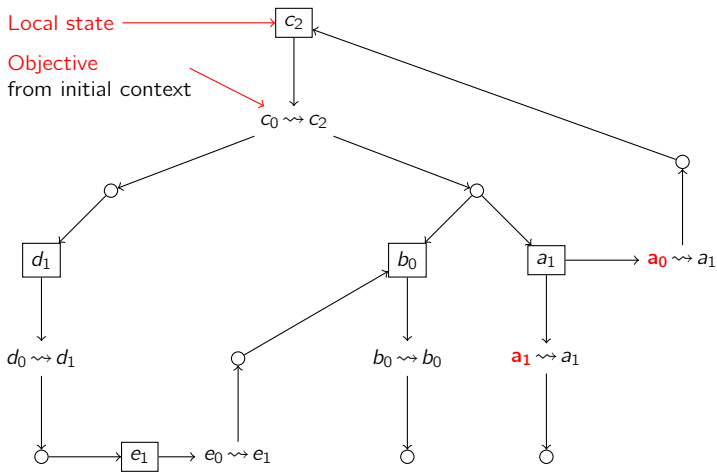 Local state
c₂
Objective
from initial context
c₀ ⇝ c₂
d₁
b₀
a₁
a₀ ⇝ a₁
d₀ ⇝ d₁
b₀ ⇝ b₀
a₁ ⇝ a₁
e₁
e₀ ⇝ e₁